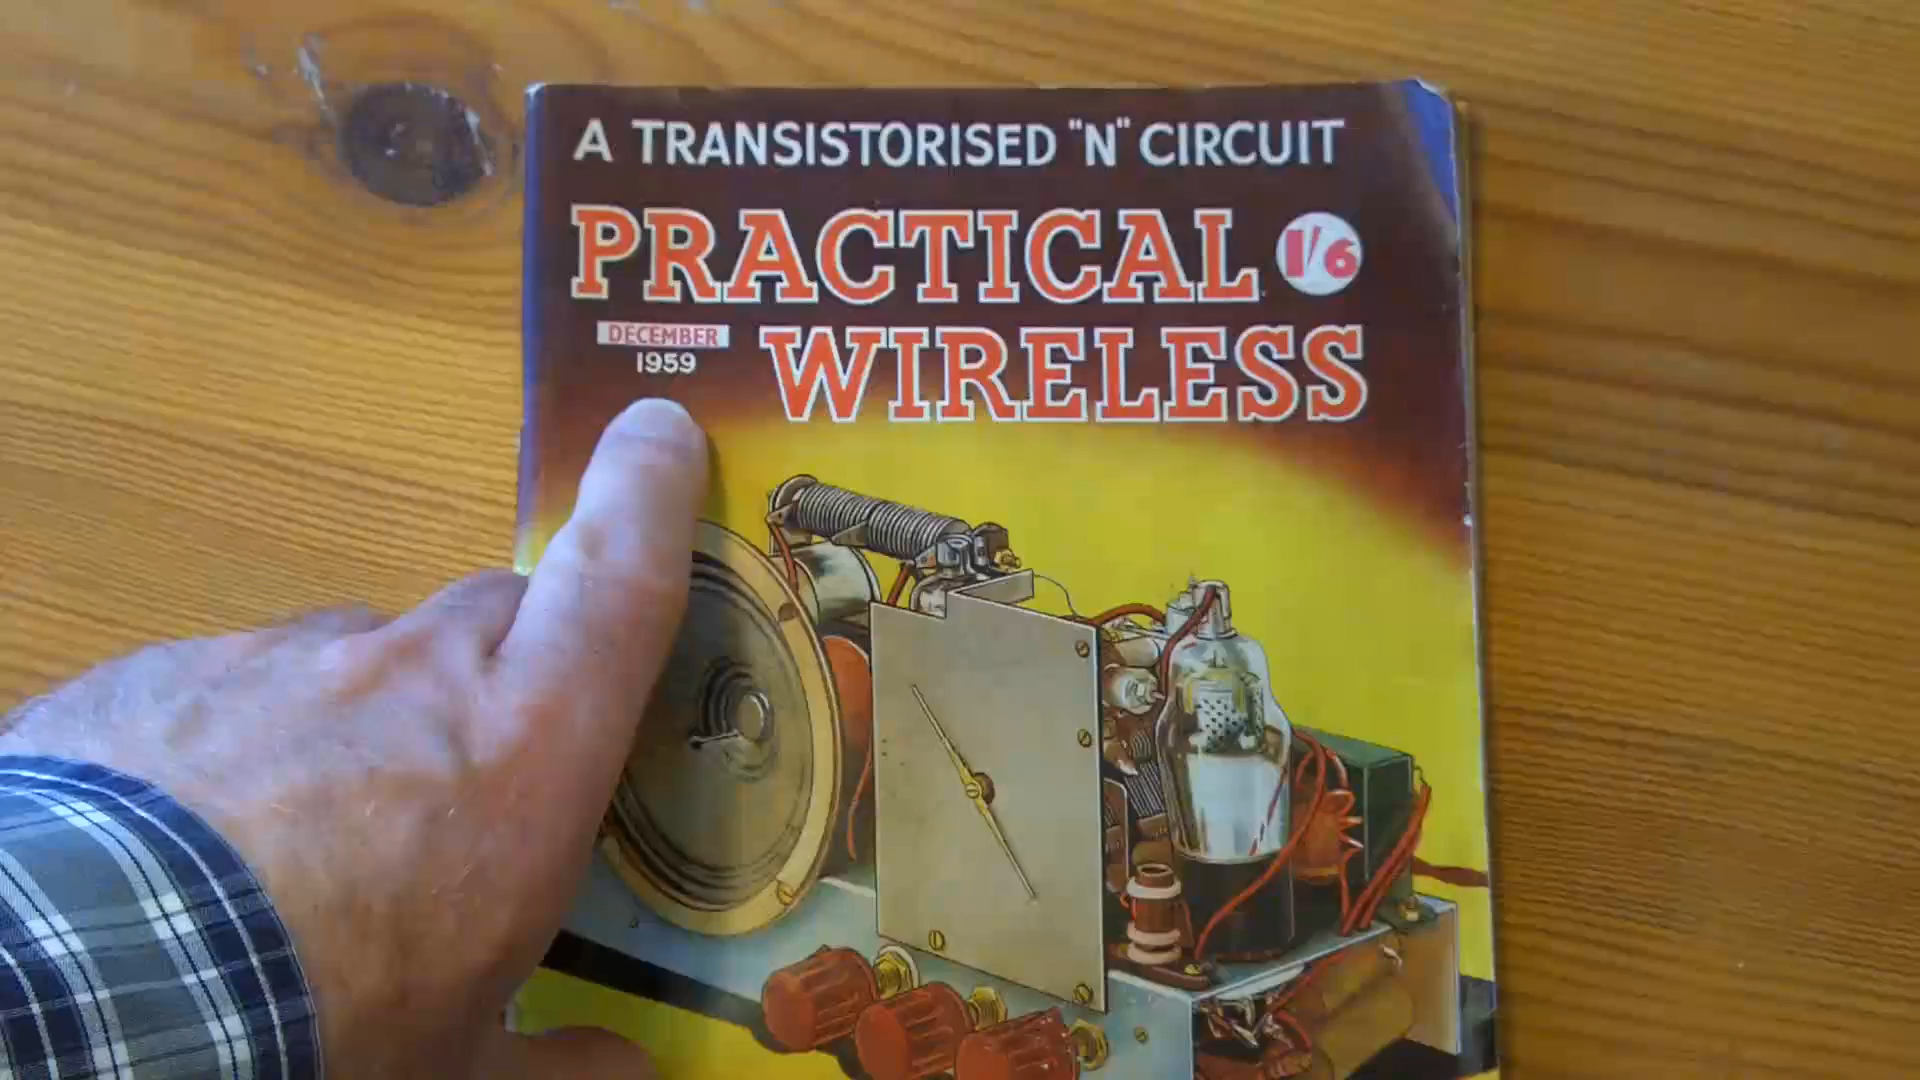 A TRANSISTORISED "N" CIRCUIT
PRACTICAL 1/6
DECEMBER
1959
WIRELESS